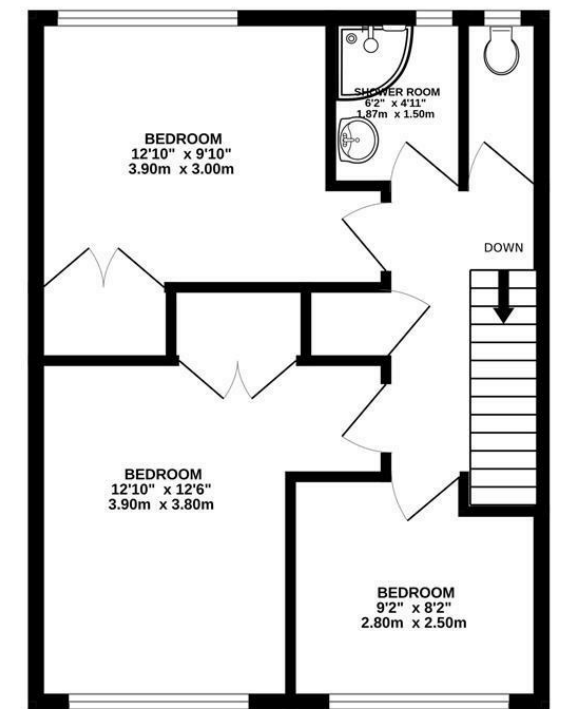 SHOWER ROOM
6'2" x 4'11"
1.87m x 1.50m
BEDROOM
12'10" x 9'10"
3.90m x 3.00m
DOWN
BEDROOM
12'10" x 12'6"
3.90m x 3.80m
BEDROOM
9'2" x 8'2"
2.80m x 2.50m